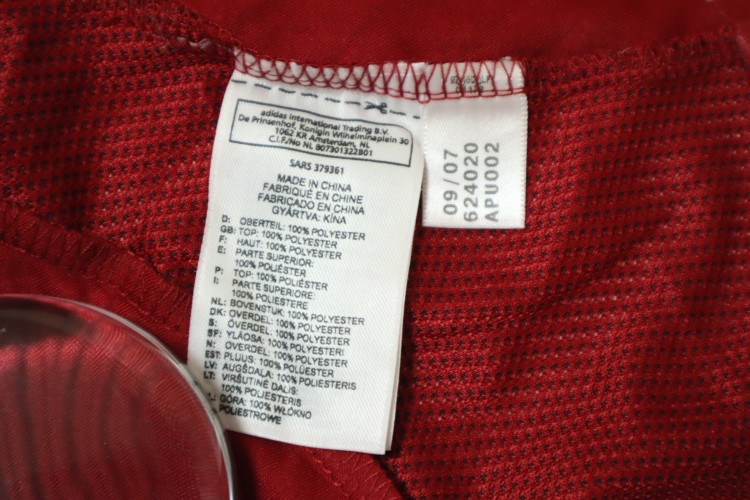 adidas International Trading B.V.
De Prinsenhof, Konigin Wilhelminaplein 30
1062 KR Amsterdam, NL
C.I.F./No NL 807301322B01
SARS 379361
MADE IN CHINA
FABRIQUÉ EN CHINE
FABRICADO EN CHINA
GYÁRTVA: KÍNA
D: OBERTEIL: 100% POLYESTER
GB: TOP: 100% POLYESTER
F: HAUT: 100% POLYESTER
E: PARTE SUPERIOR:
100% POLIÉSTER
P: TOP: 100% POLIÉSTER
I: PARTE SUPERIORE:
100% POLIESTERE
NL: BOVENSTUK: 100% POLYESTER
DK: OVERDEL: 100% POLYESTER
S: ÖVERDEL: 100% POLYESTER
SF: YLÄOSA: 100% POLYESTERI
N: OVERDEL: 100% POLYESTER
EST: PLUUS: 100% POLÜESTER
LV: AUGŠDAĻA: 100% POLIESTERIS
LT: VIRŠUTINĖ DALIS:
100% POLIESTERIS
GÓRA: 100% WŁÓKNO
POLIESTROWE
09/07
624020
APU002